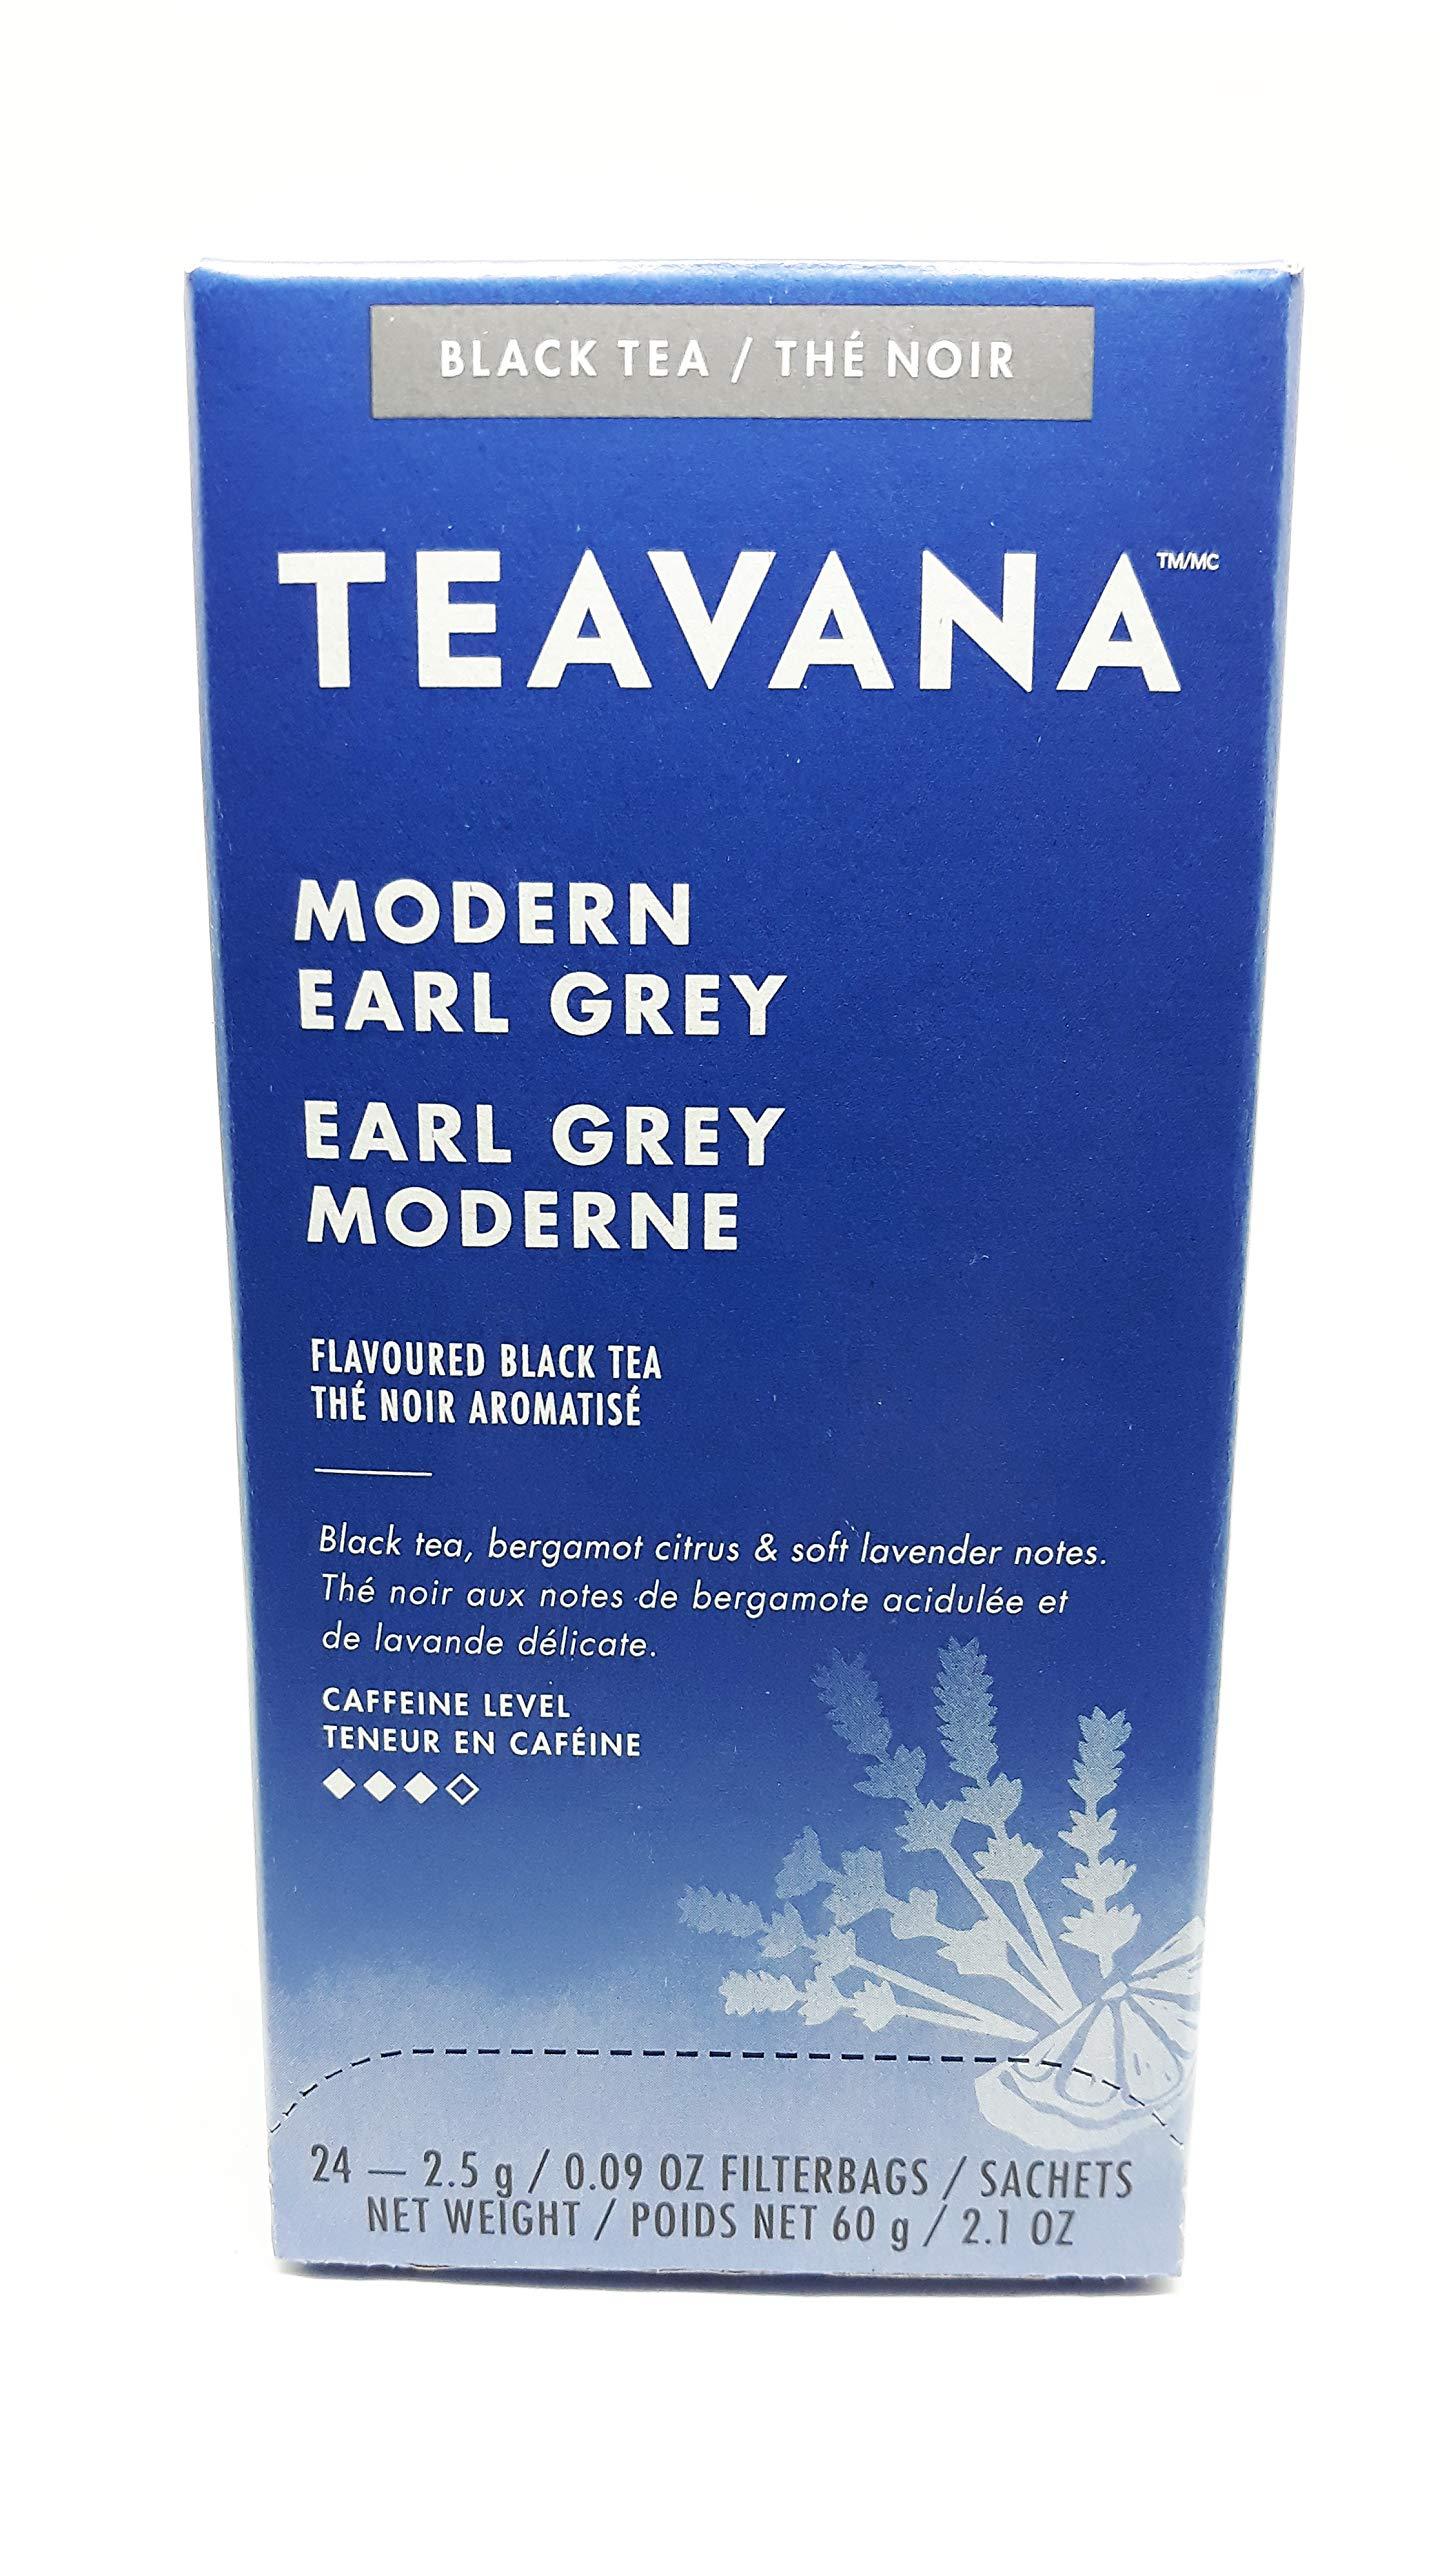 BLACK TEA / THÉ NOIR
TEAVANA™/MC
MODERN
EARL GREY
EARL GREY
MODERNE
FLAVOURED BLACK TEA
THÉ NOIR AROMATISÉ
Black tea, bergamot citrus & soft lavender notes.
Thé noir aux notes de bergamote acidulée et
de lavande délicate.
CAFFEINE LEVEL
TENEUR EN CAFÉINE
24 — 2.5 g / 0.09 OZ FILTERBAGS / SACHETS
NET WEIGHT / POIDS NET 60 g / 2.1 OZ